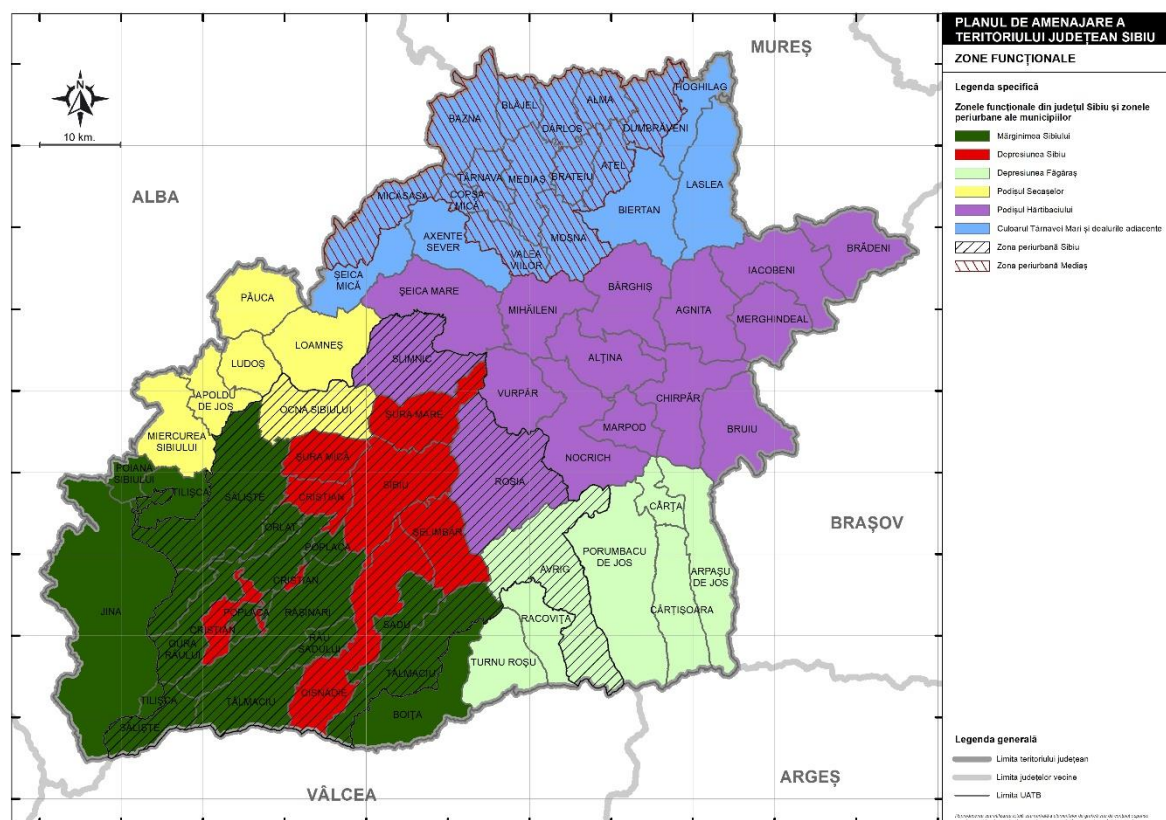 PLANUL DE AMENAJARE A
TERITORIULUI JUDEȚEAN SIBIU
ZONE FUNCȚIONALE
Legenda specifică
Zonele funcționale din județul Sibiu și zonele
periurbane ale municipiilor
Mărginimea Sibiului
Depresiunea Sibiu
Depresiunea Făgăraș
Podișul Secașelor
Podișul Hârtibaciului
Culoarul Târnavei Mari și dealurile adiacente
Zona periurbană Sibiu
Zona periurbană Mediaș
Legenda generală
Limita teritoriului județean
Limita județelor vecine
Limita UATB
10 km.
MUREȘ
ALBA
BRAȘOV
ARGEȘ
VÂLCEA
HOGHILAG
BLĂJEL
ALMA
BAZNA
DÂRLOS
DUMBRĂVENI
AȚEL
TÂRNAVA
MEDIAȘ
BRATEIU
LASLEA
MICĂSASA
COPȘA
MICĂ
BIERTAN
AXENTE
SEVER
MOȘNA
VALEA
VIILOR
BRĂDENI
ȘEICA
MICĂ
IACOBENI
ȘEICA MARE
BÂRGHIȘ
PĂUCA
MIHĂILENI
AGNITA
MERGHINDEAL
LOAMNEȘ
SLIMNIC
ALȚINA
LUDOȘ
APOLDU
DE JOS
VURPĂR
CHIRPĂR
OCNA SIBIULUI
ȘURA MARE
MARPOD
BRUIU
MIERCUREA
SIBIULUI
NOCRICH
ȘURA MICĂ
POIANA
SIBIULUI
TILIȘCA
SĂLIȘTE
SIBIU
ROȘIA
CRISTIAN
CÂRȚA
ORLAT
ȘELIMBĂR
POPLACA
PORUMBACU
DE JOS
AVRIG
ARPAȘU
DE JOS
CRISTIAN
JINA
POPLACA
RĂȘINARI
CÂRȚIȘOARA
RACOVIȚA
SADU
CRISTIAN
RÂU
SADULUI
GURA
RÂULUI
TURNU ROȘU
TĂLMACIU
CISNĂDIE
TILIȘCA
TĂLMACIU
BOIȚA
SĂLIȘTE